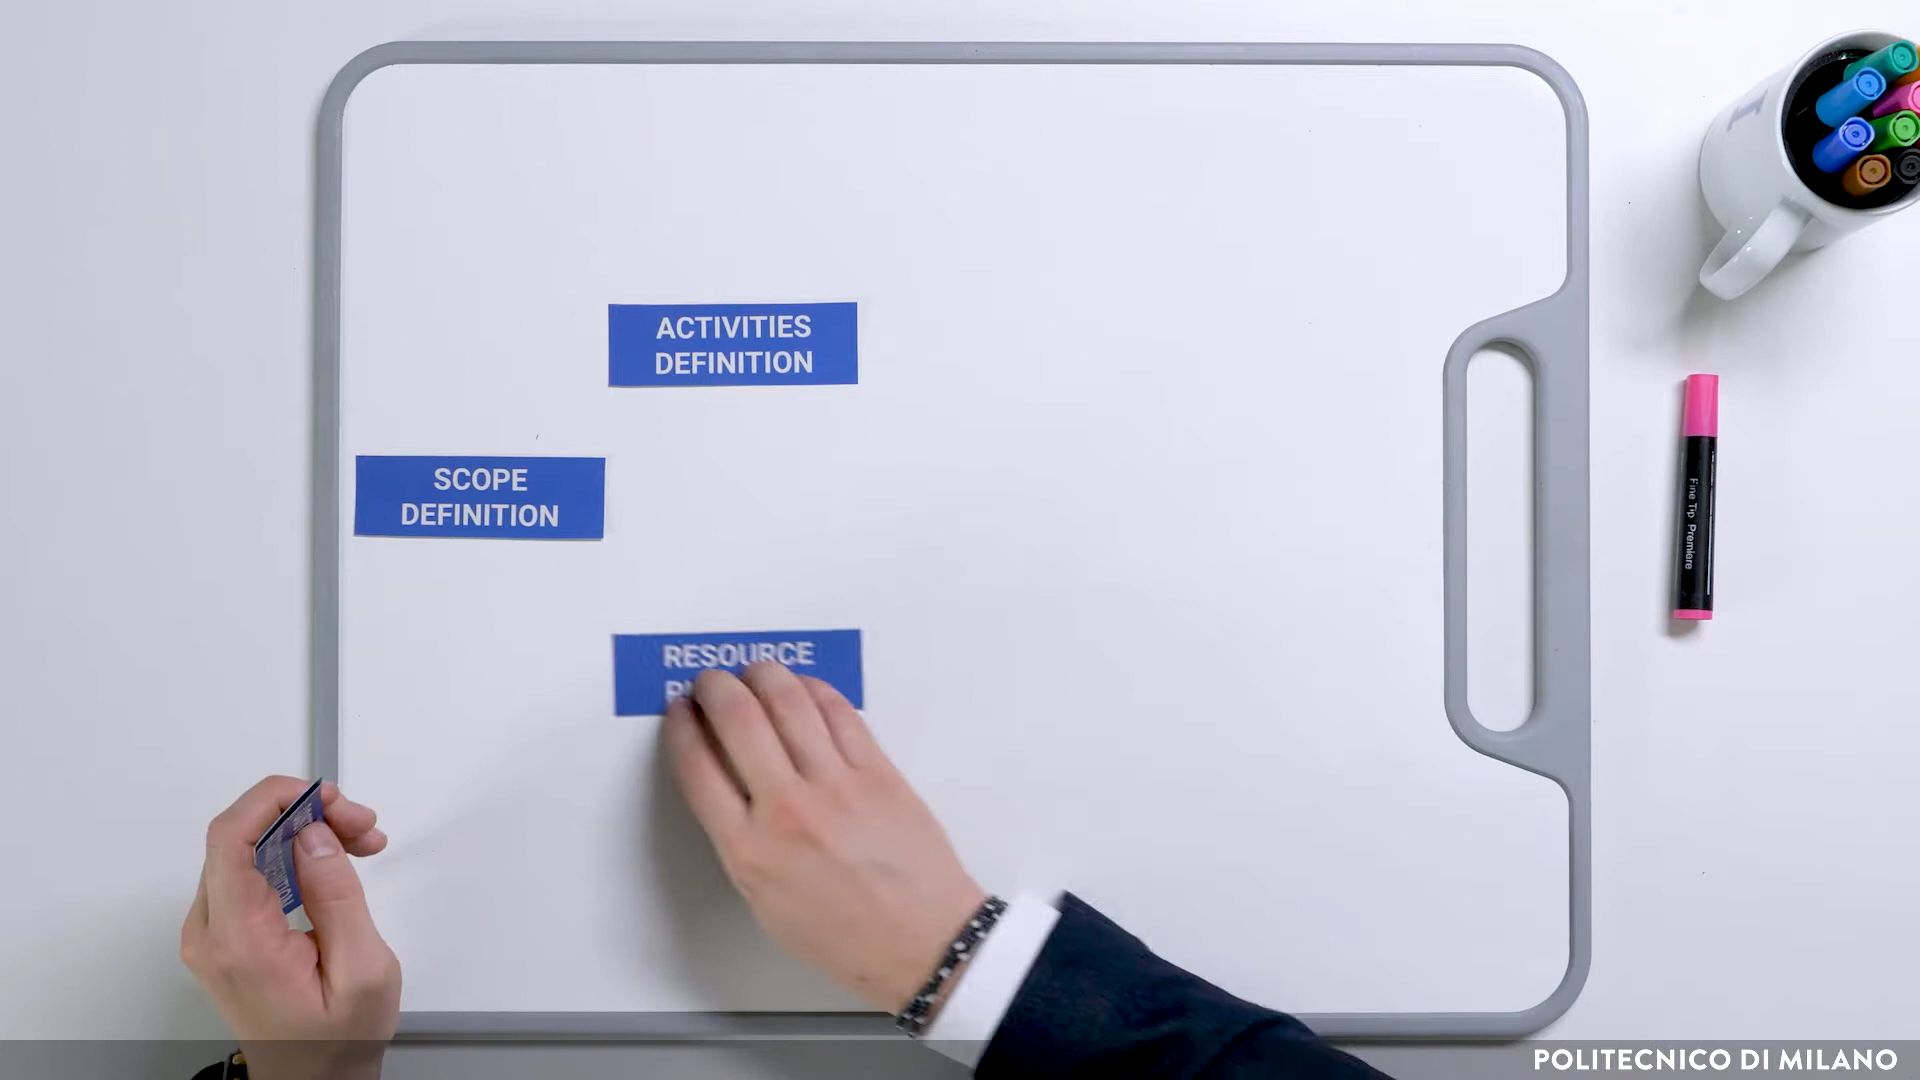 ACTIVITIES
DEFINITION
SCOPE
DEFINITION
RESOURCE
Fine Tip Premiere
POLITECNICO DI MILANO